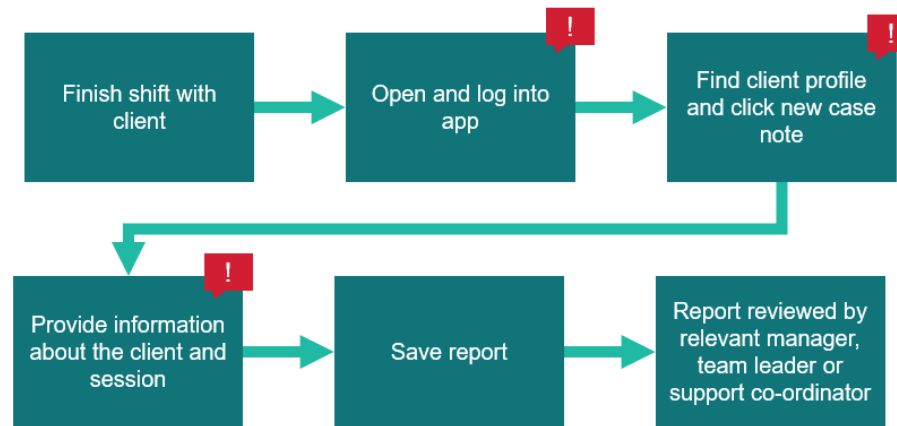 !
!
Finish shift with
client
Open and log into
app
Find client profile
and click new case
note
!
Provide information
about the client and
session
Save report
Report reviewed by
relevant manager,
team leader or
support co-ordinator